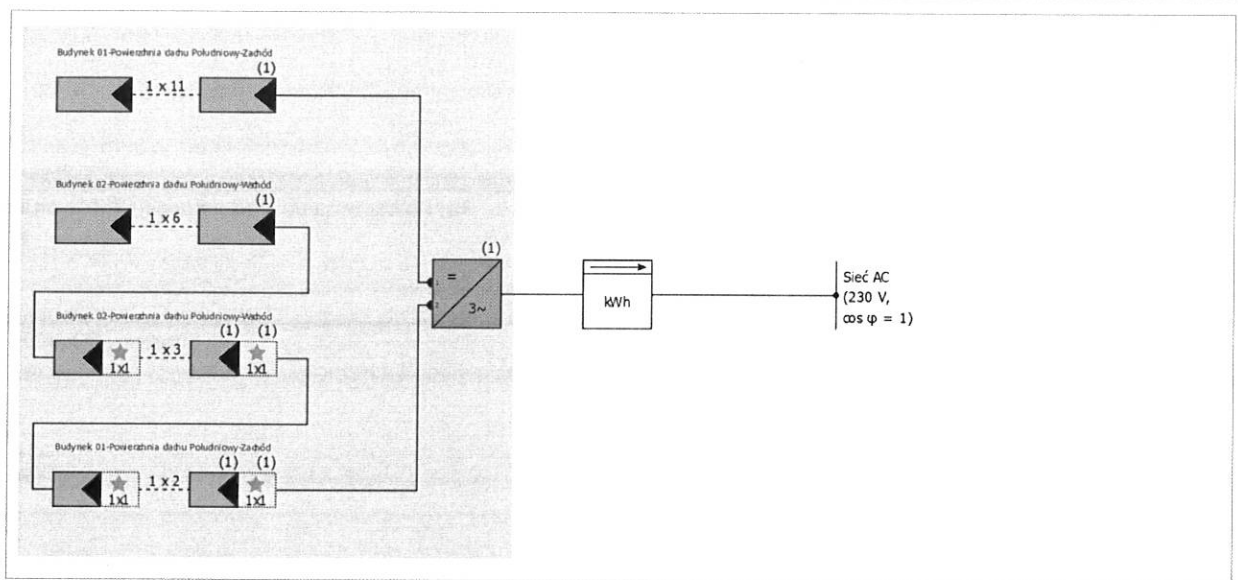 Budynek 01-Powierzchnia dachu Południowy-Zachód
(1)
1 x 11
Budynek 02-Powierzchnia dachu Południowy-Wschód
(1)
1 x 6
(1)
=
1
2
3~
kWh
Sieć AC
(230 V,
cos φ = 1)
Budynek 02-Powierzchnia dachu Południowy-Wschód
(1) (1)
1 x 3
1x1 1x1
Budynek 01-Powierzchnia dachu Południowy-Zachód
(1) (1)
1 x 2
1x1 1x1